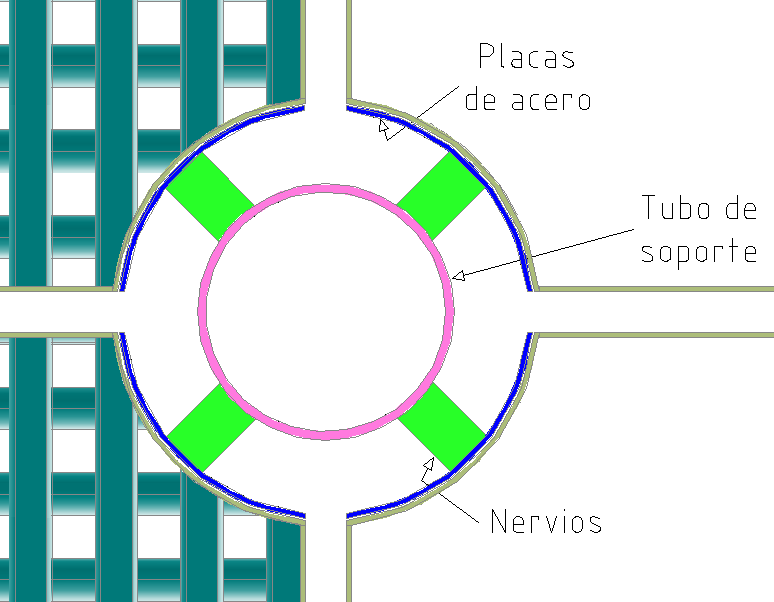 Placas
de acero
Tubo de
soporte
Nervios